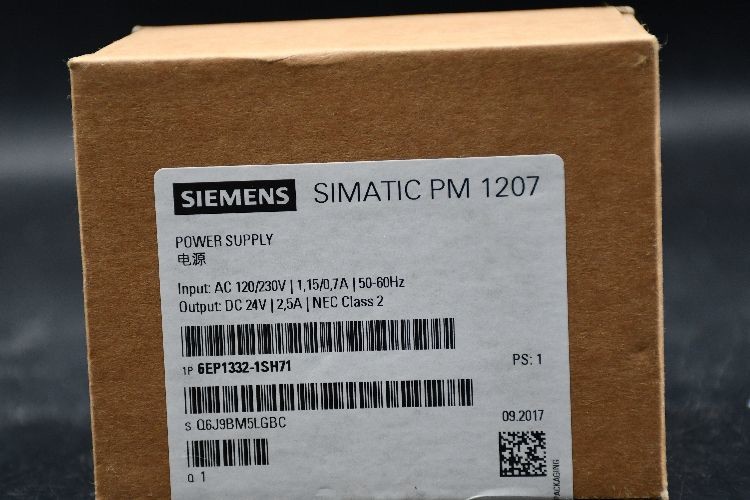 SIEMENS SIMATIC PM 1207
POWER SUPPLY
电源
Input: AC 120/230V | 1,15/0,7A | 50-60Hz
Output: DC 24V | 2,5A | NEC Class 2
1P 6EP1332-1SH71
PS: 1
S Q6J9BM5LGBC
09.2017
Q 1
PACKAGING